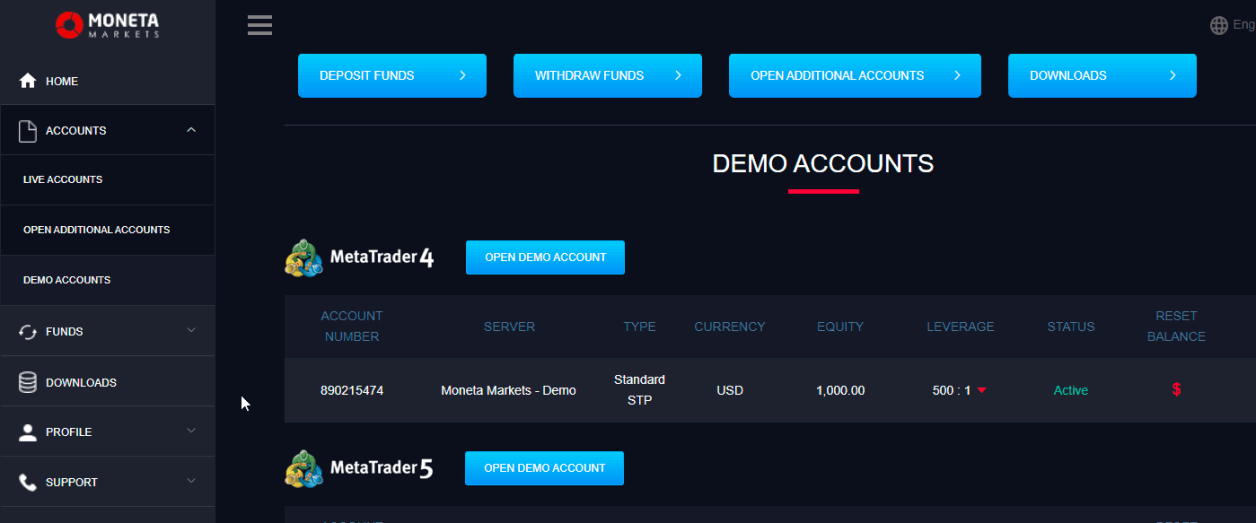 MONETA
MARKETS
Eng
HOME
ACCOUNTS
LIVE ACCOUNTS
OPEN ADDITIONAL ACCOUNTS
DEMO ACCOUNTS
FUNDS
DOWNLOADS
PROFILE
SUPPORT
DEPOSIT FUNDS
WITHDRAW FUNDS
OPEN ADDITIONAL ACCOUNTS
DOWNLOADS
DEMO ACCOUNTS
MetaTrader 4
OPEN DEMO ACCOUNT
ACCOUNT NUMBER SERVER TYPE CURRENCY EQUITY LEVERAGE STATUS RESET BALANCE
890215474 Moneta Markets - Demo Standard STP USD 1,000.00 500 : 1 Active $
MetaTrader 5
OPEN DEMO ACCOUNT